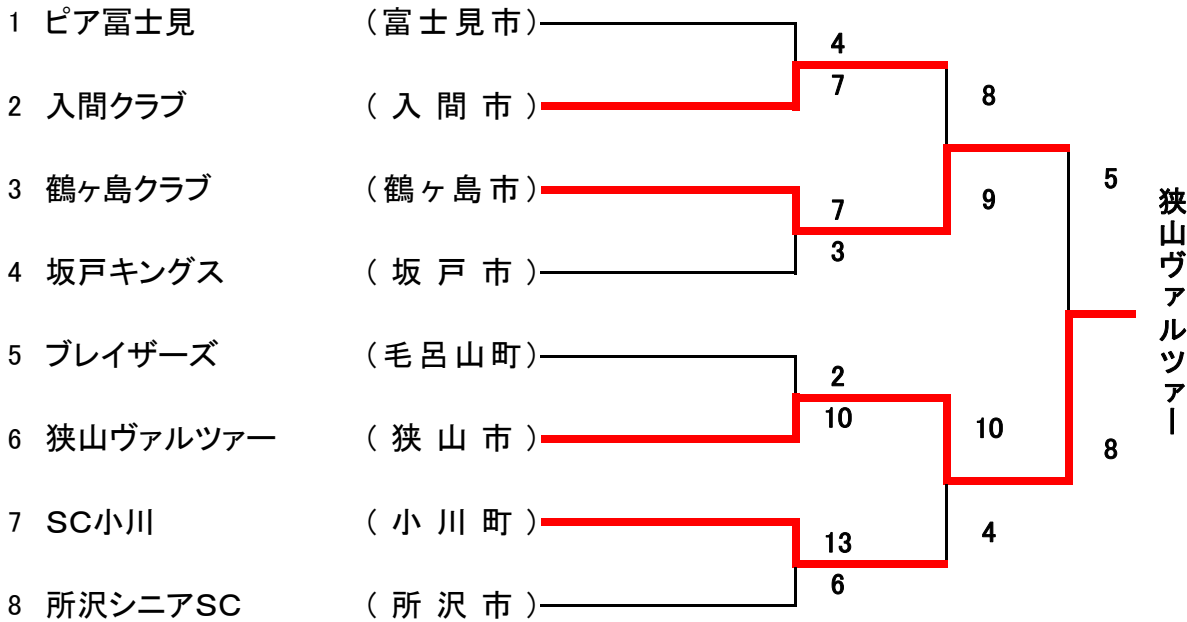 1 ピア冨士見 (富士見市)
4
7
2 入間クラブ (入間市)
8
3 鶴ヶ島クラブ (鶴ヶ島市)
7
3
9
5
4 坂戸キングス (坂戸市)
狭山ヴァルツァー
5 ブレイザーズ (毛呂山町)
2
10
6 狭山ヴァルツァー (狭山市)
10
8
7 SC小川 (小川町)
13
6
4
8 所沢シニアSC (所沢市)